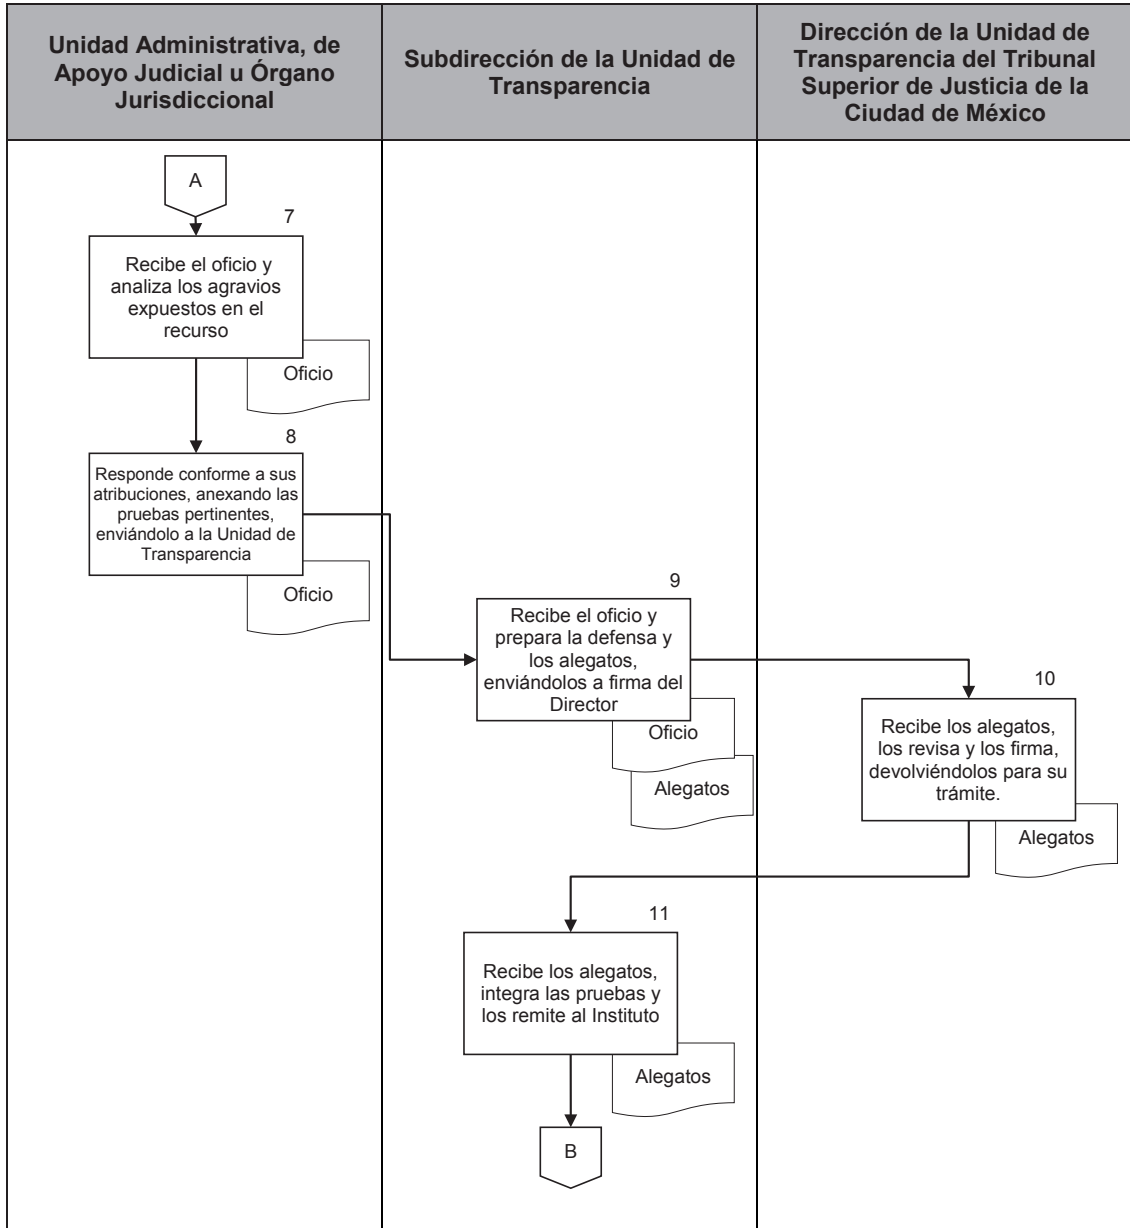 Unidad Administrativa, de
Apoyo Judicial u Órgano
Jurisdiccional
Subdirección de la Unidad de
Transparencia
Dirección de la Unidad de
Transparencia del Tribunal
Superior de Justicia de la
Ciudad de México
A
7
Recibe el oficio y
analiza los agravios
expuestos en el
recurso
Oficio
8
Responde conforme a sus
atribuciones, anexando las
pruebas pertinentes,
enviándolo a la Unidad de
Transparencia
Oficio
9
Recibe el oficio y
prepara la defensa y
los alegatos,
enviándolos a firma del
Director
Oficio
Alegatos
10
Recibe los alegatos,
los revisa y los firma,
devolviéndolos para su
trámite.
Alegatos
11
Recibe los alegatos,
integra las pruebas y
los remite al Instituto
Alegatos
B